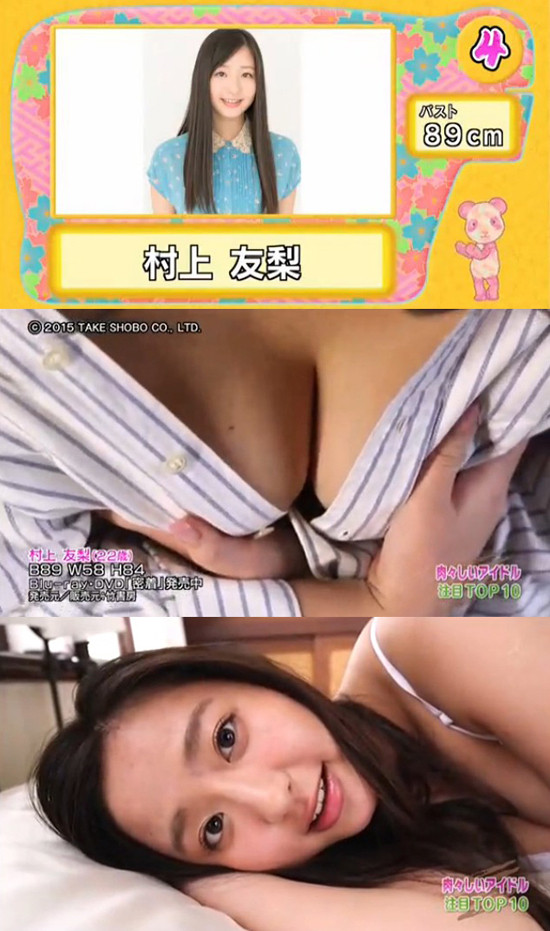 4
バスト
89cm
村上 友梨
© 2015 TAKE SHOBO CO., LTD.
村上 友梨(22歳)
B89 W58 H84
Blu-ray・DVD「密着」発売中
発売元/販売元・竹書房
肉々しいアイドル
注目TOP10
肉々しいアイドル
注目TOP10